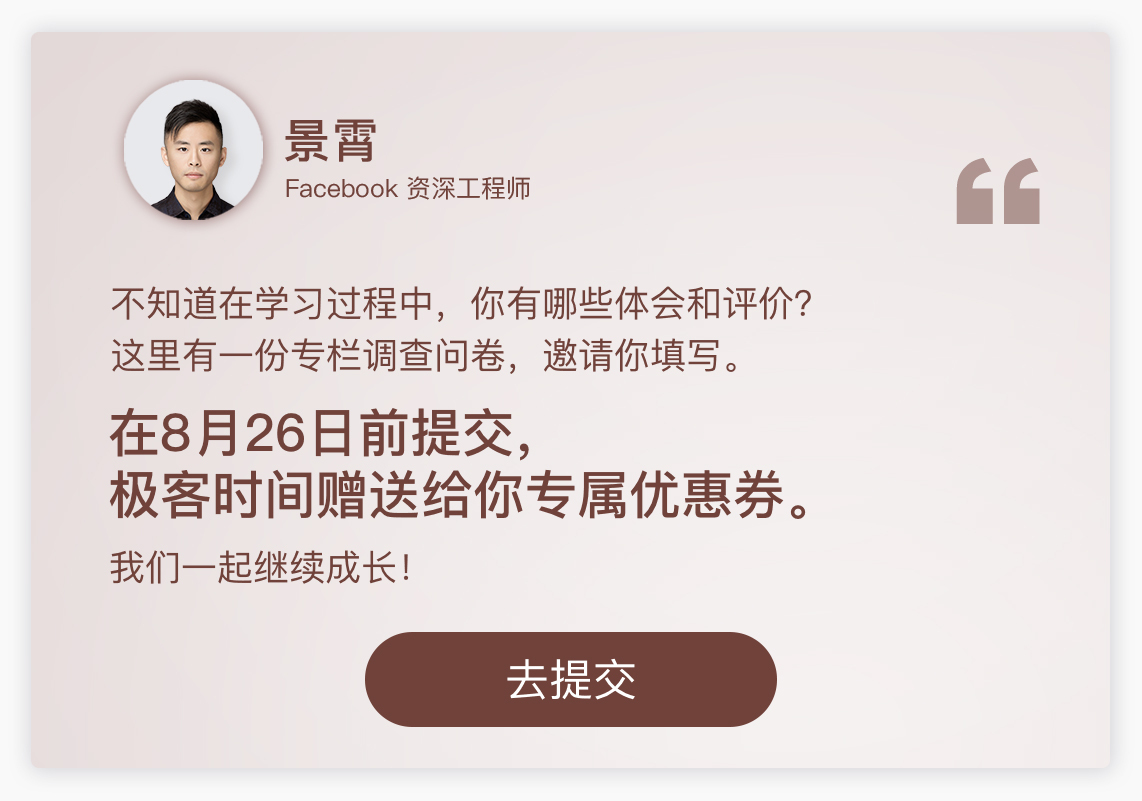 景霄
Facebook 资深工程师
不知道在学习过程中，你有哪些体会和评价？
这里有一份专栏调查问卷，邀请你填写。
在8月26日前提交，
极客时间赠送给你专属优惠券。
我们一起继续成长！
去提交